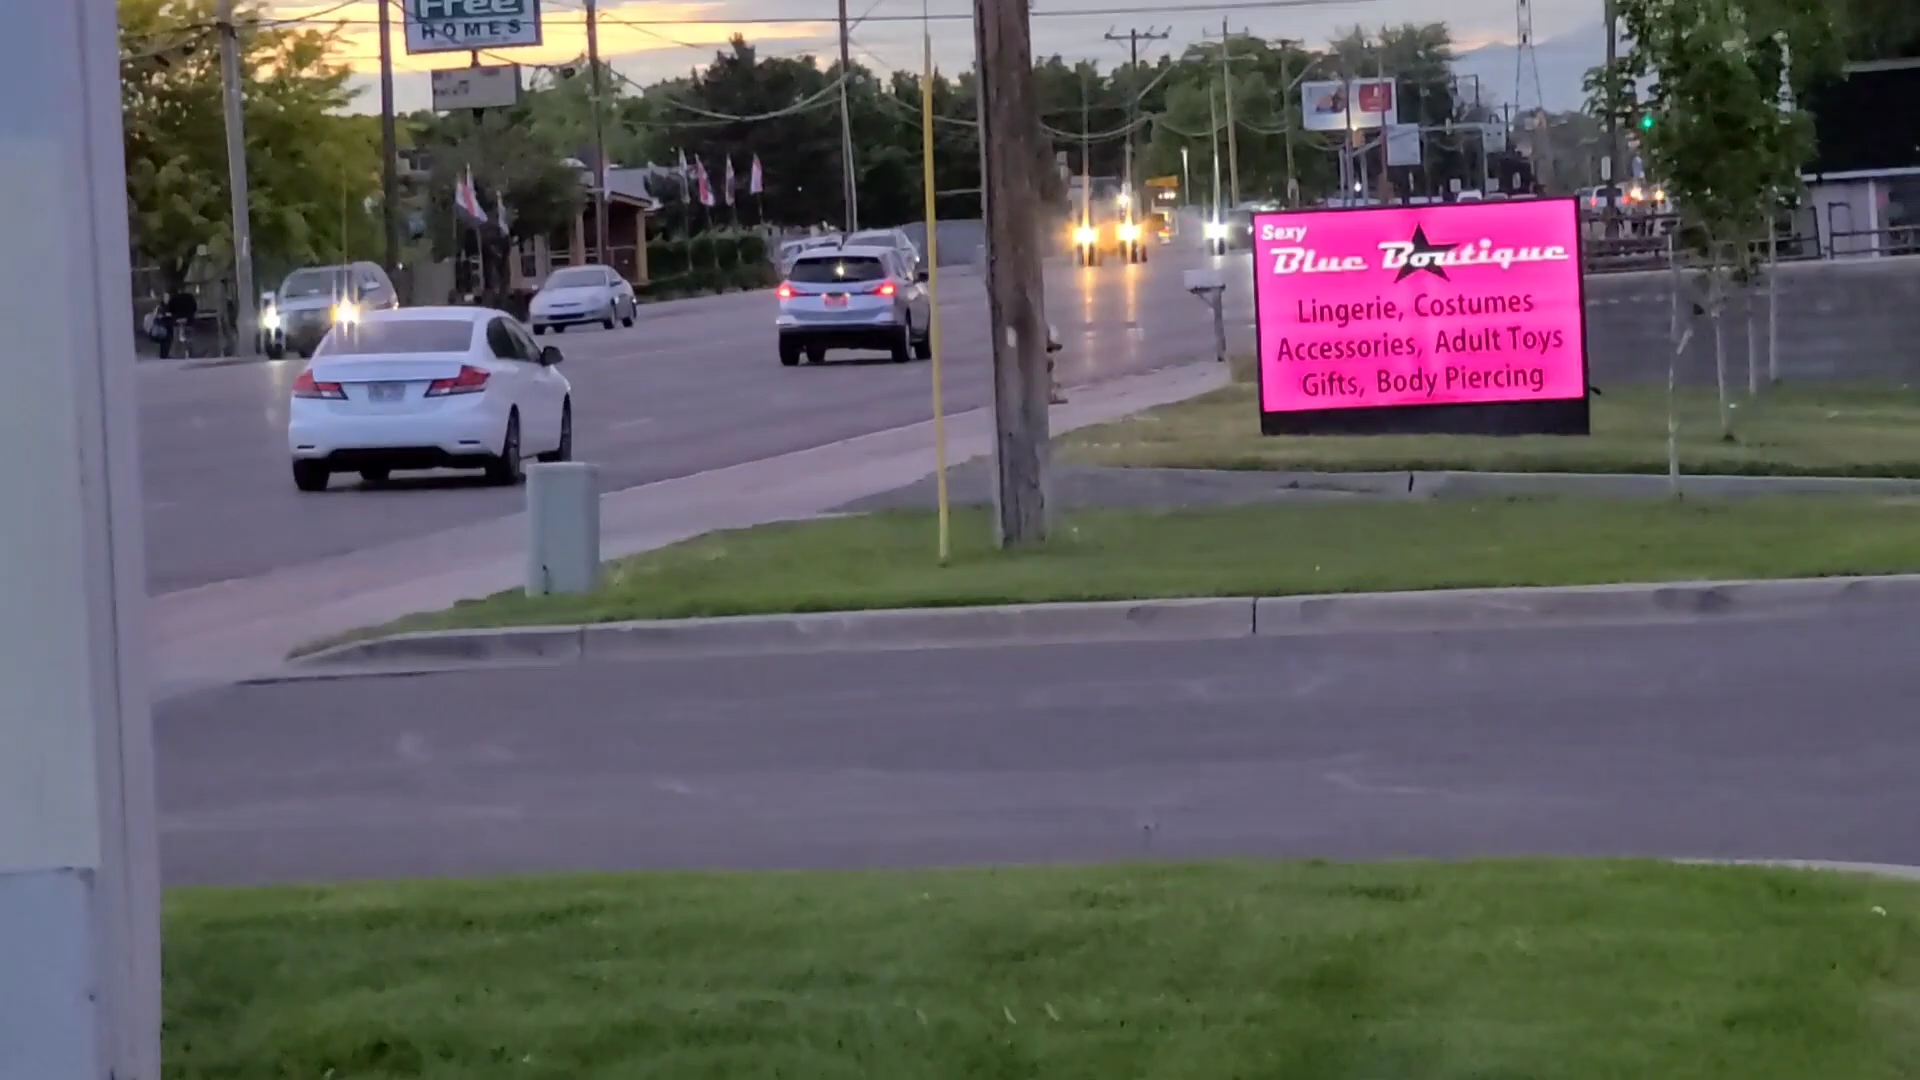 Free
HOMES
Sexy
Blue Boutique
Lingerie, Costumes
Accessories, Adult Toys
Gifts, Body Piercing